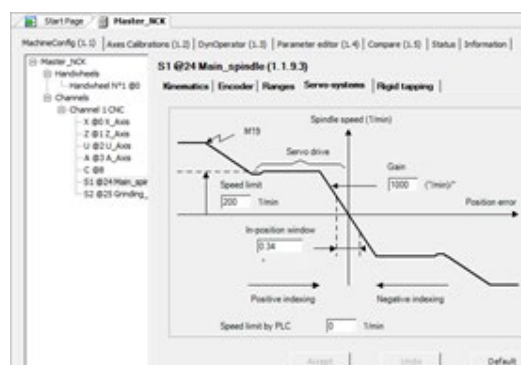 Start Page Master_NCK
MachineConfig (1.1) Axes Calibrations (1.2) DynOperator (1.3) Parameter editor (1.4) Compare (1.5) Status Information
Master_NCK
Handwheels
Handwheel N°1 @0
Channels
Channel 1 CNC
X @0 X_Axis
Z @1 Z_Axis
U @2 U_Axis
A @3 A_Axis
C @8
S1 @24 Main_spir
S2 @25 Grinding_
S1 @24 Main_spindle (1.1.9.3)
Kinematics Encoder Ranges Servo-systems Rigid tapping
Spindle speed (1/min)
M19
Servo drive
Gain
1000 (°/min)/°
Speed limit
200 1/min
Position error
In-position window
0.34
°
Positive indexing Negative indexing
Speed limit by PLC 0 1/min
Accept Undo Default